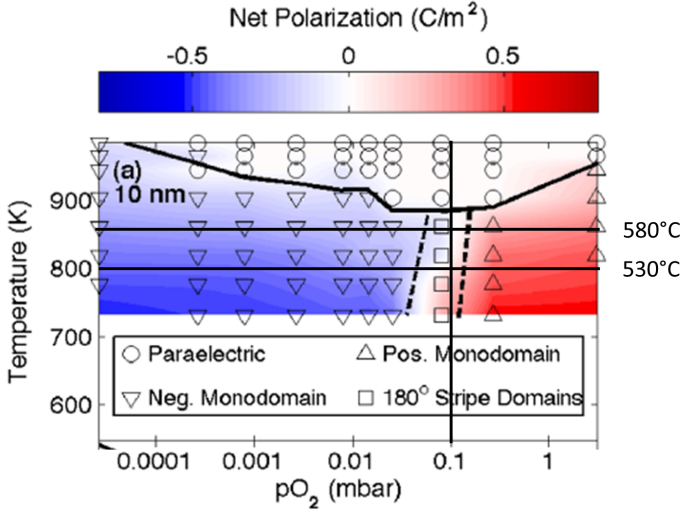 Net Polarization (C/m²)
-0.5 0 0.5
(a)
10 nm
900
580°C
800
530°C
700
600
Temperature (K)
Paraelectric
Pos. Monodomain
Neg. Monodomain
180° Stripe Domains
0.0001 0.001 0.01 0.1 1
pO₂ (mbar)